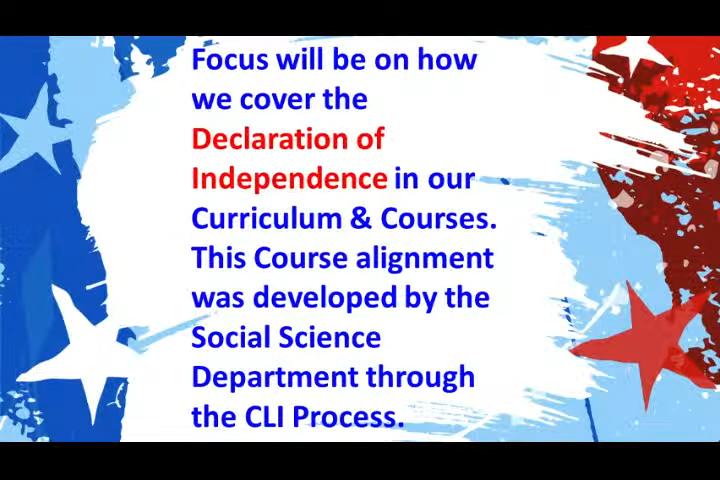 Focus will be on how
we cover the
Declaration of
Independence in our
Curriculum & Courses.
This Course alignment
was developed by the
Social Science
Department through
the CLI Process.